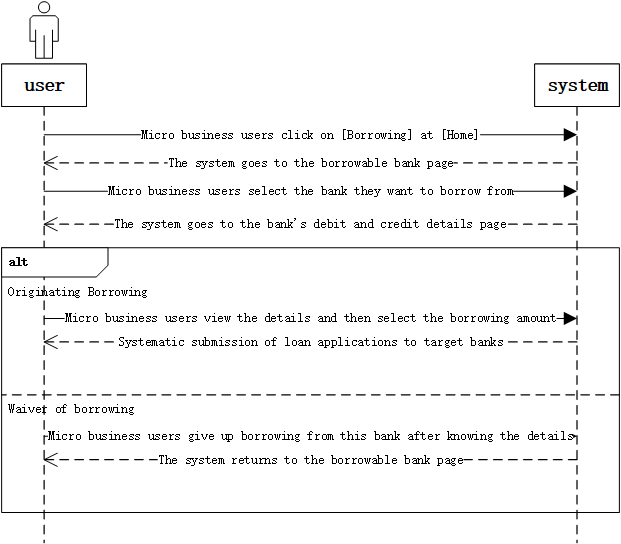 user
system
Micro business users click on [Borrowing] at [Home]
The system goes to the borrowable bank page
Micro business users select the bank they want to borrow from
The system goes to the bank's debit and credit details page
alt
Originating Borrowing
Micro business users view the details and then select the borrowing amount
Systematic submission of loan applications to target banks
Waiver of borrowing
Micro business users give up borrowing from this bank after knowing the details
The system returns to the borrowable bank page